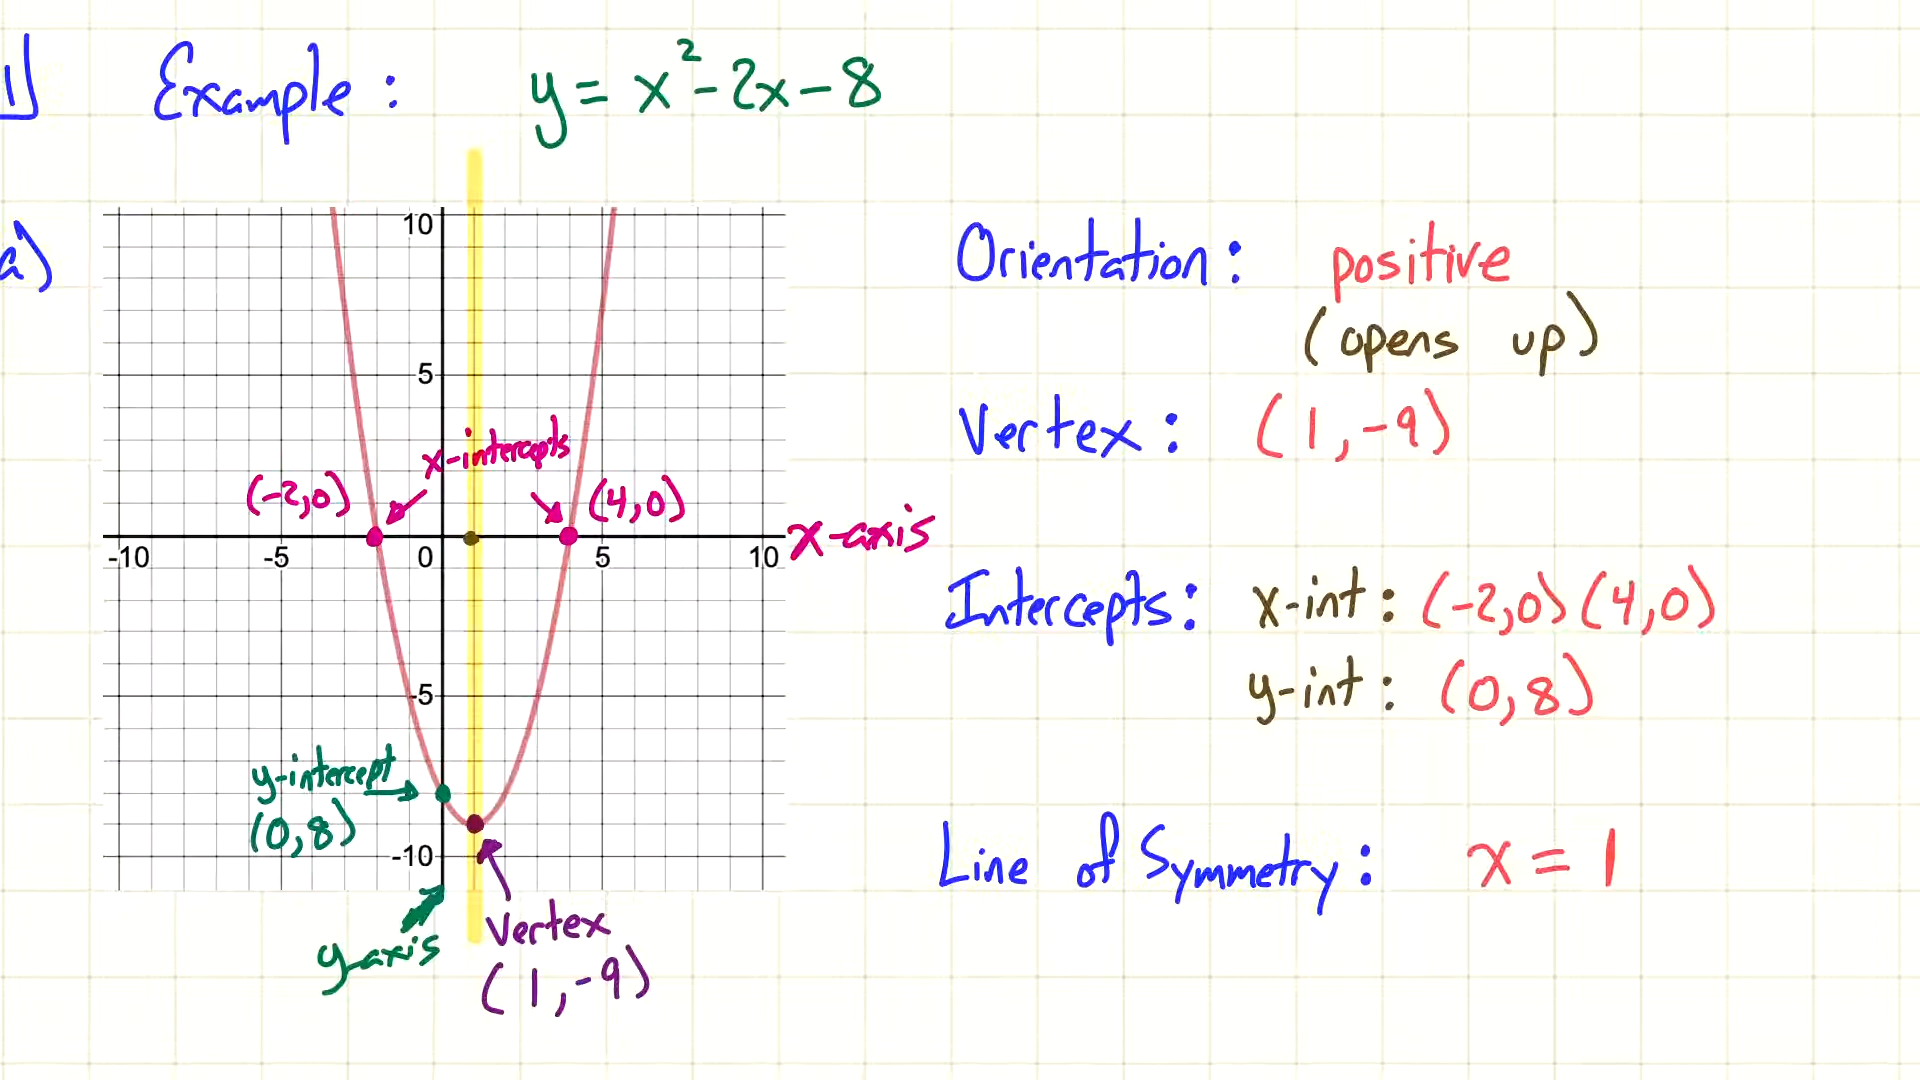 1] Example: y = x² - 2x - 8
a)
10
5
x-intercepts
(-2,0) (4,0)
-10 -5 0 5 10 x-axis
-5
y-intercept
(0,8)
-10
y-axis
Vertex
(1,-9)
Orientation: positive
(opens up)
Vertex: (1,-9)
Intercepts: x-int: (-2,0) (4,0)
y-int: (0,8)
Line of Symmetry: x = 1